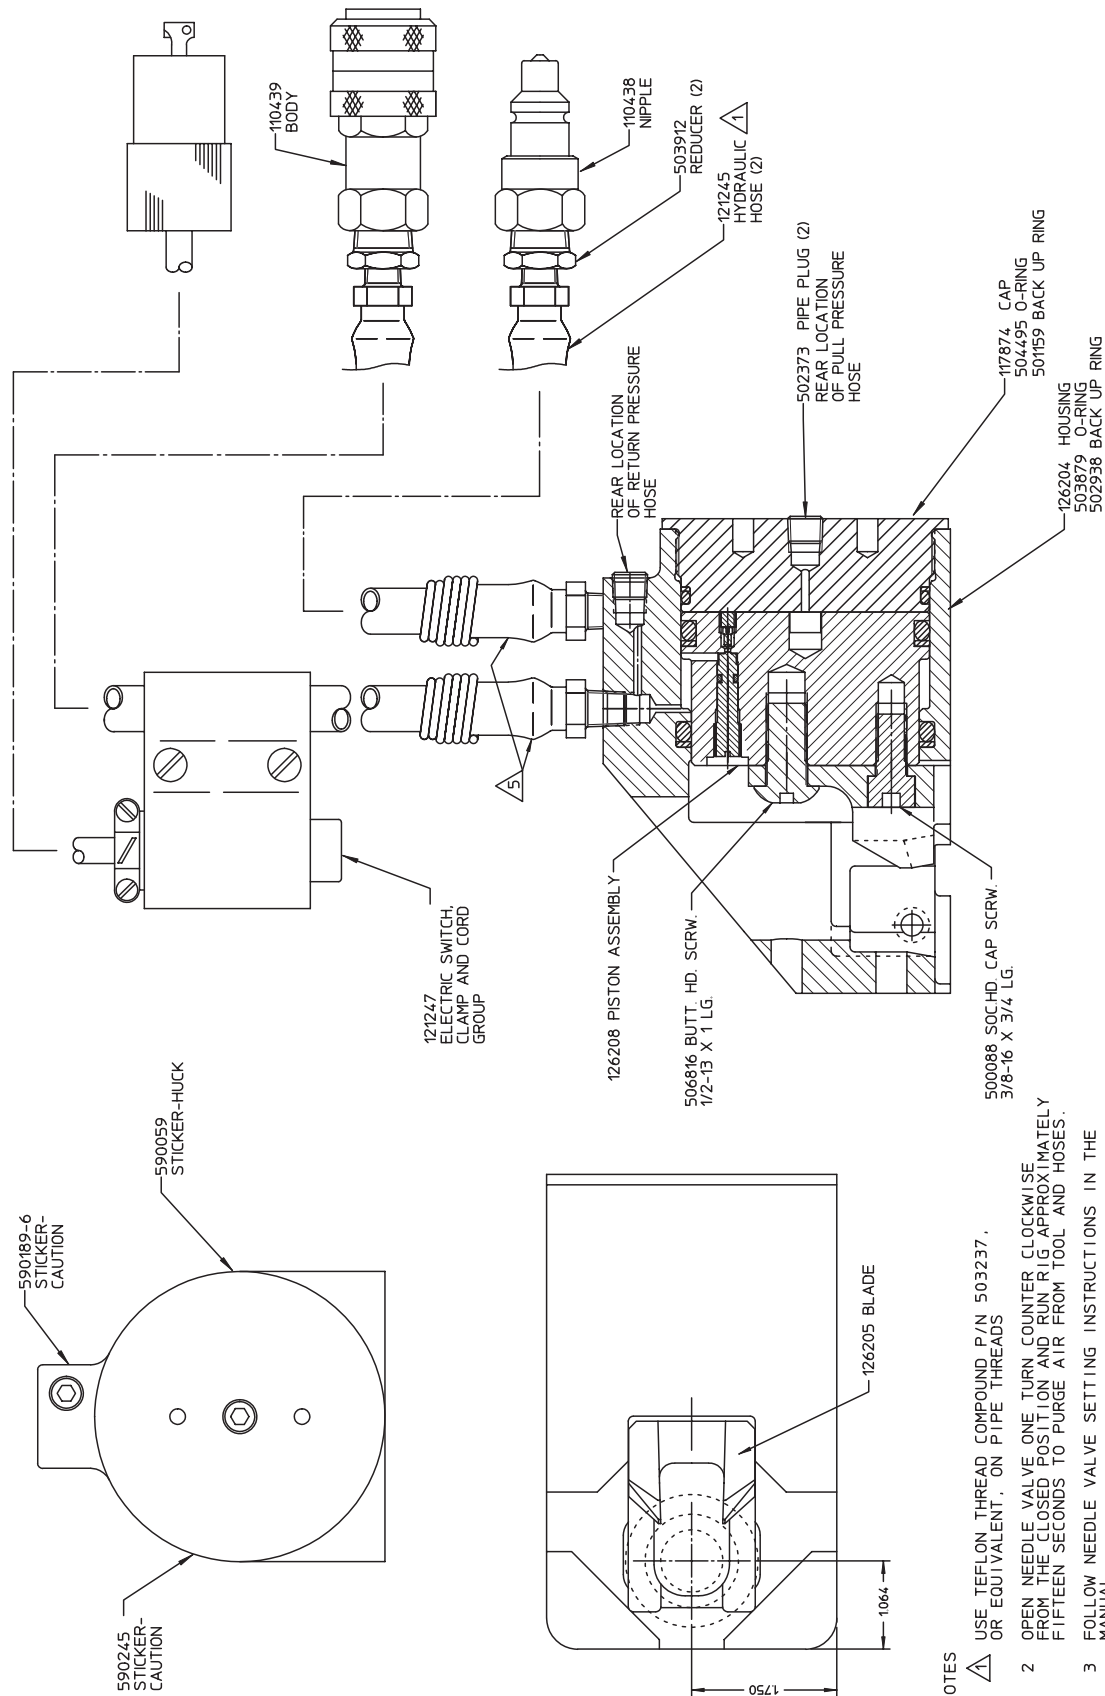 110439
BODY
110438
NIPPLE
503912
REDUCER (2)
121245
HYDRAULIC
HOSE (2)
1
REAR LOCATION
OF RETURN PRESSURE
HOSE
502373 PIPE PLUG (2)
REAR LOCATION
OF PULL PRESSURE
HOSE
117874 CAP
504495 O-RING
501159 BACK UP RING
126204 HOUSING
503879 O-RING
502938 BACK UP RING
5
121247
ELECTRIC SWITCH,
CLAMP AND CORD
GROUP
126208 PISTON ASSEMBLY
506816 BUTT. HD. SCRW.
1/2-13 X 1 LG.
500088 SOC.HD. CAP SCRW.
3/8-16 X 3/4 LG.
590189-6
STICKER-
CAUTION
590059
STICKER-HUCK
590245
STICKER-
CAUTION
126205 BLADE
1.064
1.750
OTES
1 USE TEFLON THREAD COMPOUND P/N 503237,
OR EQUIVALENT, ON PIPE THREADS
2 OPEN NEEDLE VALVE ONE TURN COUNTER CLOCKWISE
FROM THE CLOSED POSITION AND RUN RIG APPROXIMATELY
FIFTEEN SECONDS TO PURGE AIR FROM TOOL AND HOSES.
3 FOLLOW NEEDLE VALVE SETTING INSTRUCTIONS IN THE
MANUAL